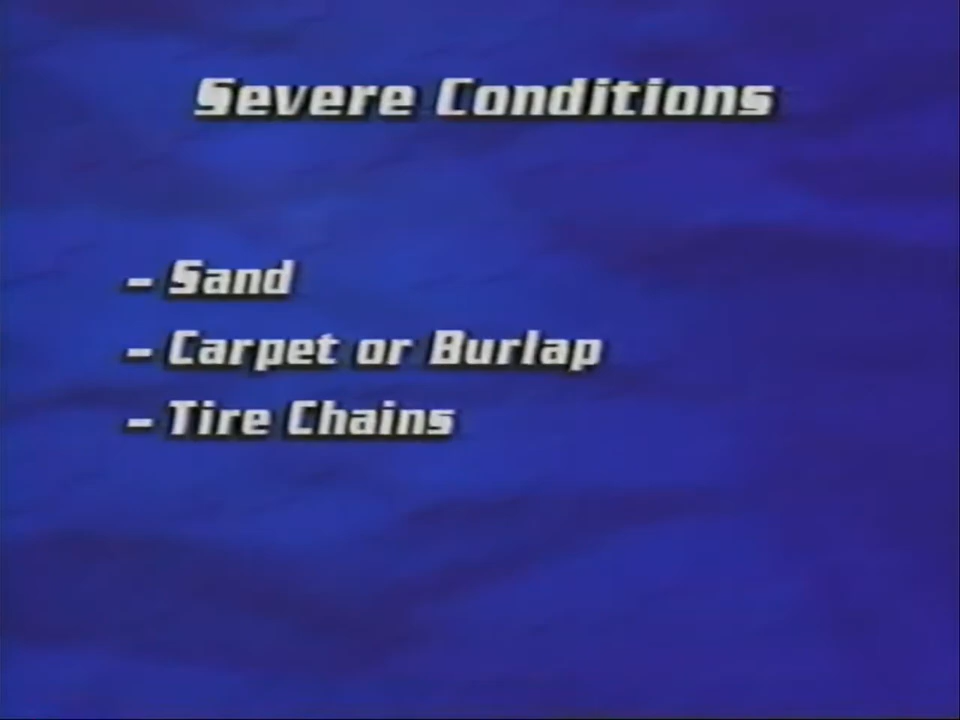 Severe Conditions
- Sand
- Carpet or Burlap
- Tire Chains